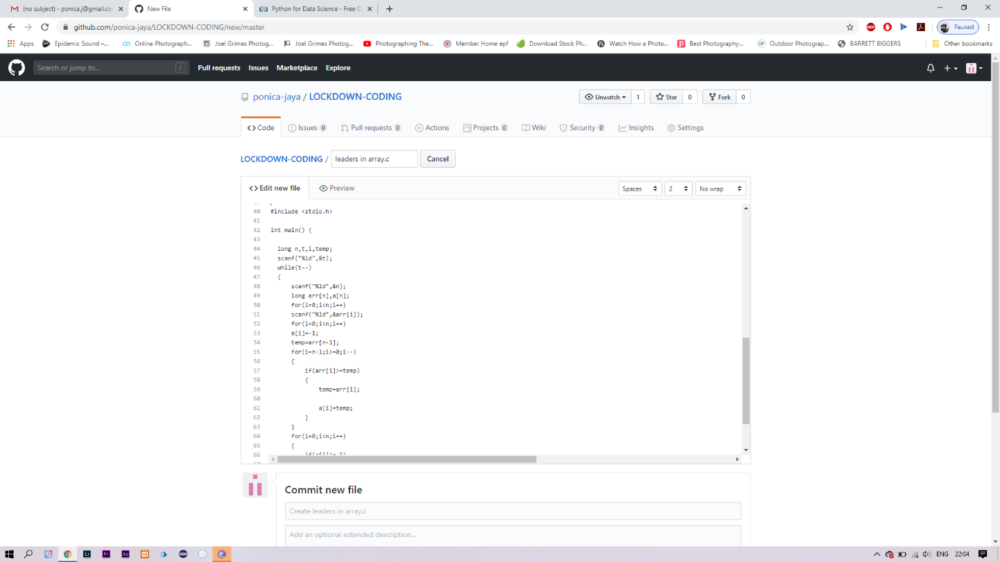 (no subject) - ponica.j@gmail.co
New File
Python for Data Science - Free Co
github.com/ponica-jaya/LOCKDOWN-CODING/new/master
ABP
Paused
Apps
Epidemic Sound –...
Online Photograph...
Joel Grimes Photog...
Joel Grimes Photog...
Photographing The...
Member Home epf
Download Stock Ph...
Watch How a Photo...
Best Photography...
Outdoor Photograp...
BARRETT BIGGERS
Other bookmarks
Search or jump to... /
Pull requests Issues Marketplace Explore
ponica-jaya / LOCKDOWN-CODING
Unwatch 1 Star 0 Fork 0
Code Issues 0 Pull requests 0 Actions Projects 0 Wiki Security 0 Insights Settings
LOCKDOWN-CODING / leaders in array.c Cancel
Edit new file Preview Spaces 2 No wrap
40 #include <stdio.h>
41
42 int main() {
43
44 long n,t,i,temp;
45 scanf("%ld",&t);
46 while(t--)
47 {
48 scanf("%ld",&n);
49 long arr[n],a[n];
50 for(i=0;i<n;i++)
51 scanf("%ld",&arr[i]);
52 for(i=0;i<n;i++)
53 a[i]=-1;
54 temp=arr[n-1];
55 for(i=n-1;i>=0;i--)
56 {
57 if(arr[i]>=temp)
58 {
59 temp=arr[i];
60
61 a[i]=temp;
62 }
63 }
64 for(i=0;i<n;i++)
65 {
66 if(a[i]!=-1)
Commit new file
Create leaders in array.c
Add an optional extended description...
Lr Pr Ae
ENG 22:04